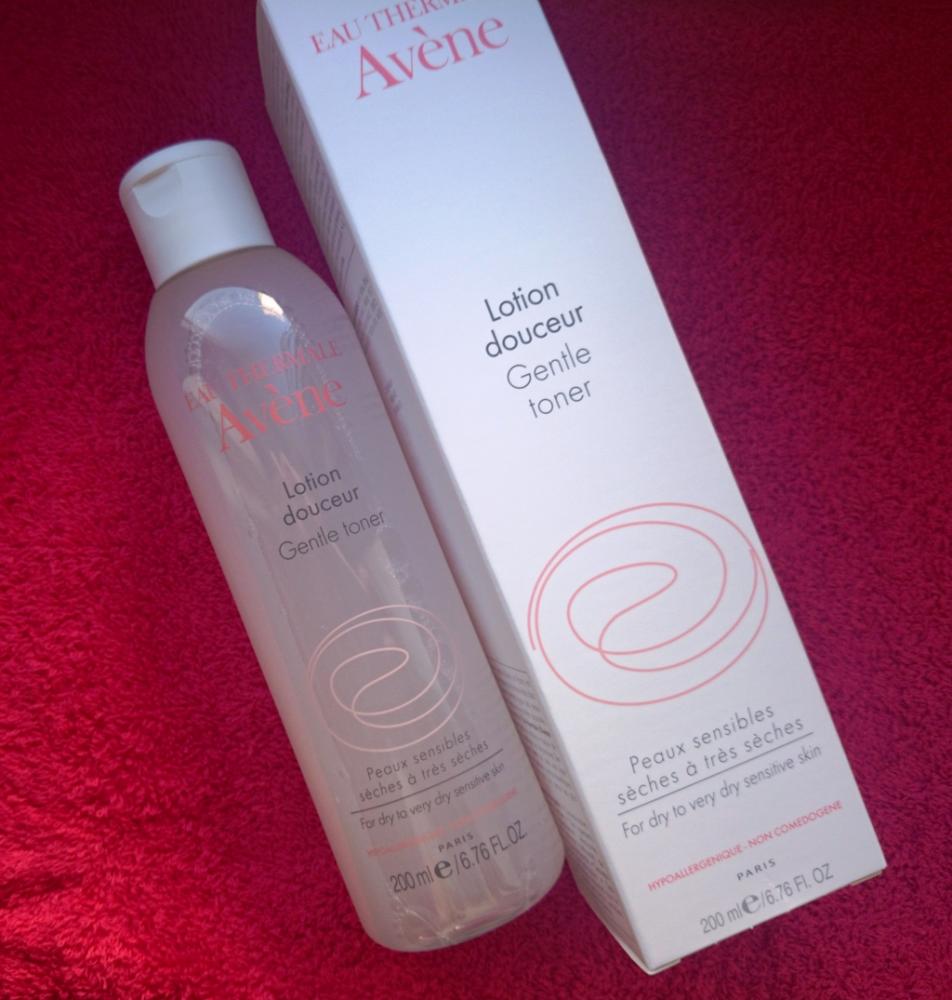 EAU THERMALE
Avène
Lotion
douceur
Gentle toner
Peaux sensibles
sèches à très sèches
For dry to very dry sensitive skin
PARIS
200 ml e/6.76 FL.OZ
EAU THERMALE
Avène
Lotion
douceur
Gentle
toner
Peaux sensibles
sèches à très sèches
For dry to very dry sensitive skin
HYPOALLERGENIQUE - NON COMEDOGENE
PARIS
200 ml e/6.76 Fl. OZ